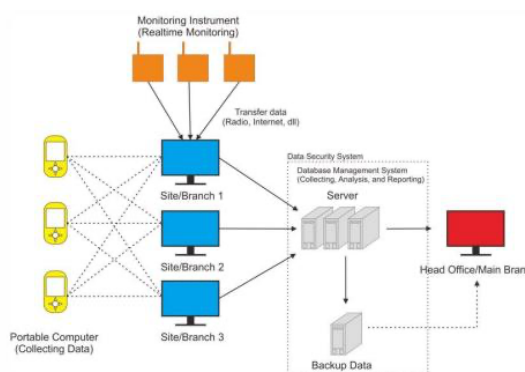 Monitoring Instrument
(Realtime Monitoring)
Transfer data
(Radio, Internet, dll)
Site/Branch 1
Data Security System
Database Management System
(Collecting, Analysis, and Reporting)
Server
Site/Branch 2
Head Office/Main Bran
Site/Branch 3
Portable Computer
(Collecting Data)
Backup Data